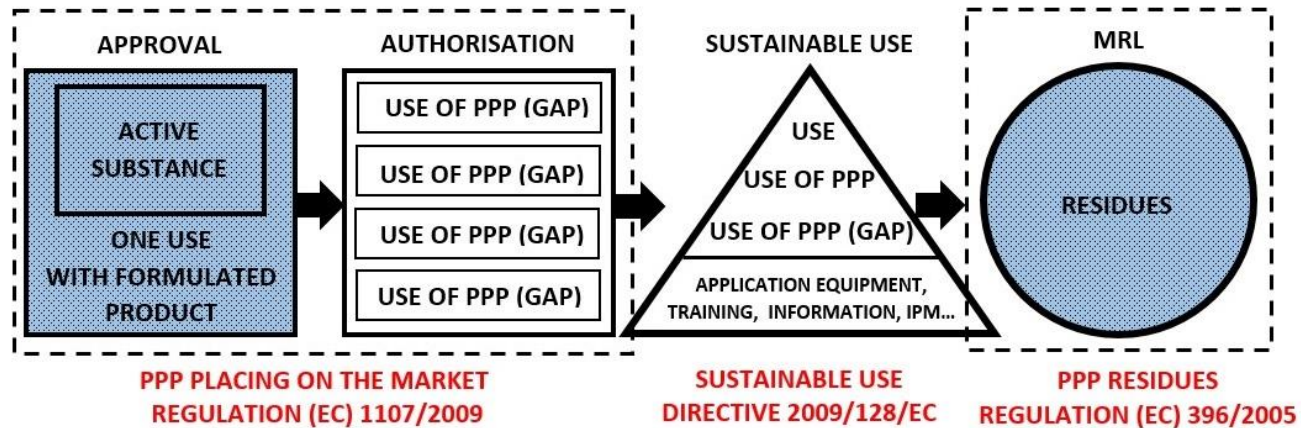 APPROVAL
ACTIVE
SUBSTANCE
ONE USE
WITH FORMULATED
PRODUCT
AUTHORISATION
USE OF PPP (GAP)
USE OF PPP (GAP)
USE OF PPP (GAP)
USE OF PPP (GAP)
SUSTAINABLE USE
USE
USE OF PPP
USE OF PPP (GAP)
APPLICATION EQUIPMENT,
TRAINING, INFORMATION, IPM...
MRL
RESIDUES
PPP PLACING ON THE MARKET
REGULATION (EC) 1107/2009
SUSTAINABLE USE
DIRECTIVE 2009/128/EC
PPP RESIDUES
REGULATION (EC) 396/2005